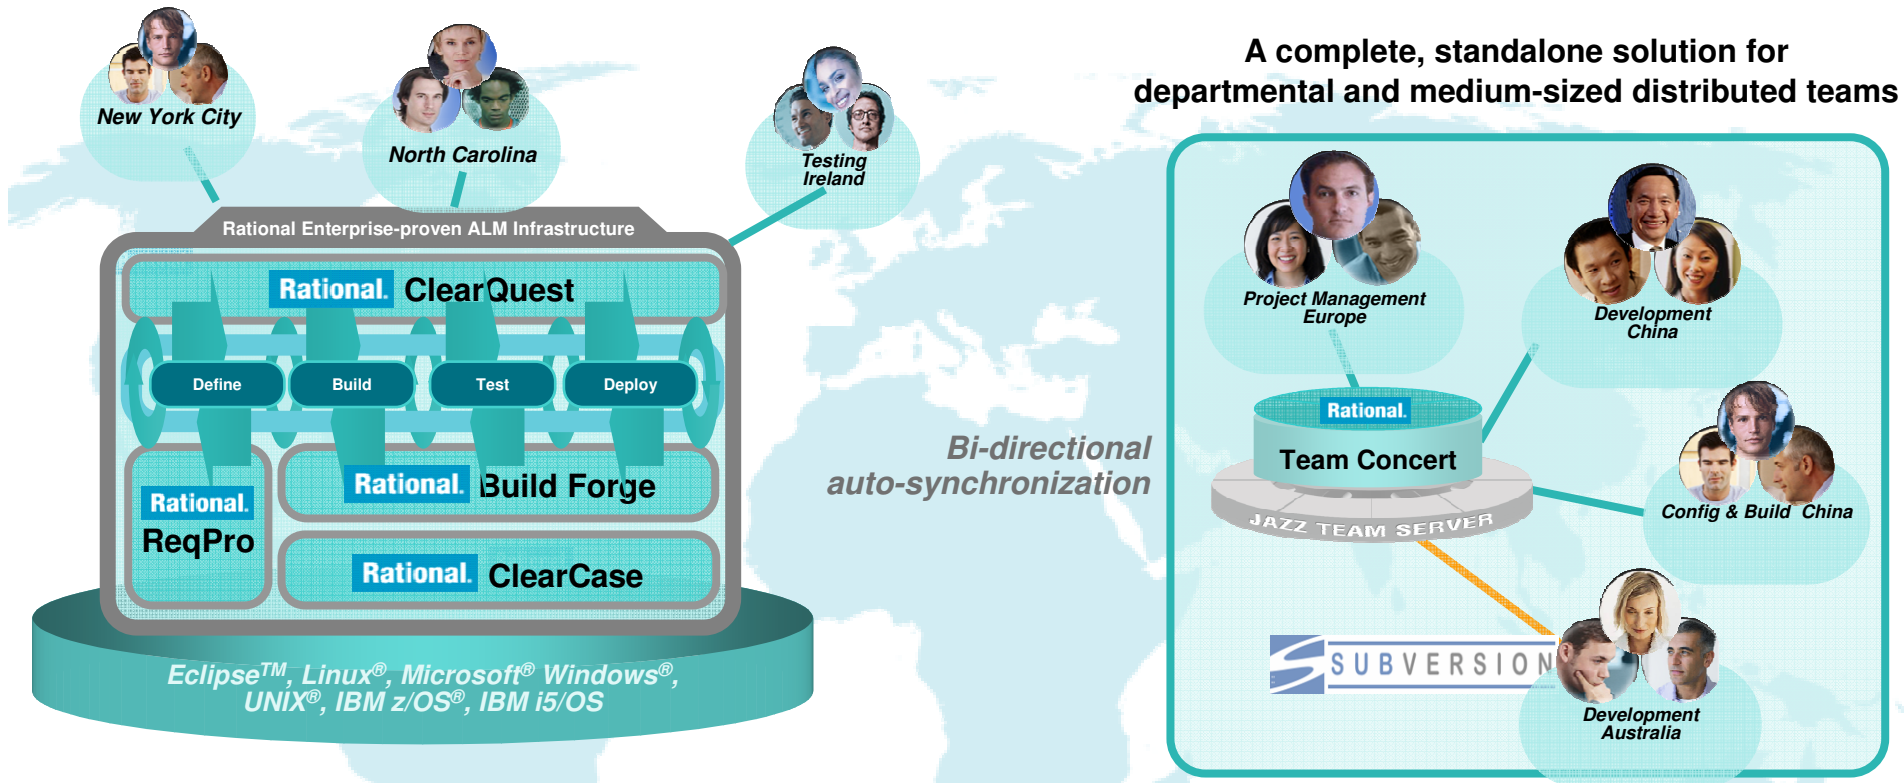 A complete, standalone solution for
departmental and medium-sized distributed teams
New York City
North Carolina
Testing
Ireland
Rational Enterprise-proven ALM Infrastructure
Rational. ClearQuest
Define
Build
Test
Deploy
Rational.
ReqPro
Rational. Build Forge
Rational. ClearCase
Eclipse™, Linux®, Microsoft® Windows®,
UNIX®, IBM z/OS®, IBM i5/OS
Bi-directional
auto-synchronization
Project Management
Europe
Development
China
Rational.
Team Concert
JAZZ TEAM SERVER
Config & Build China
SUBVERSION
Development
Australia